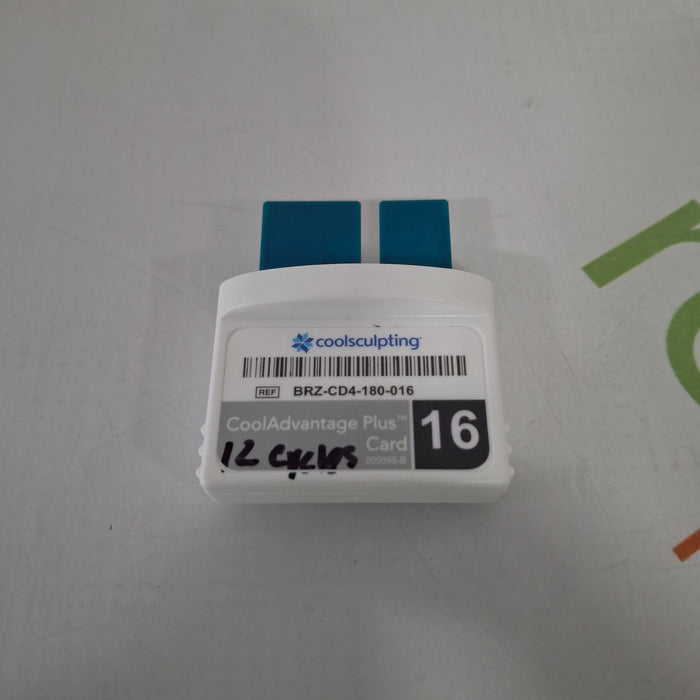 coolsculpting
REF BRZ-CD4-180-016
CoolAdvantage Plus™
Card
16
12 cycles
205095-B